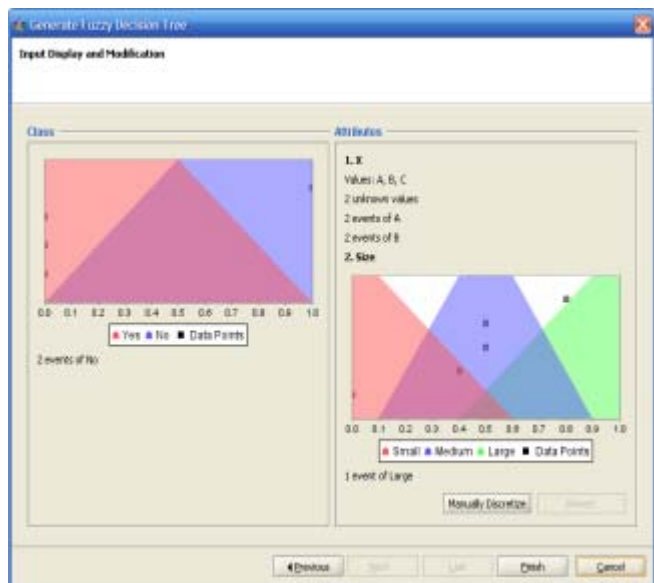 Generate Fuzzy Decision Tree
Input Display and Modification
Class
0.0 0.1 0.2 0.3 0.4 0.5 0.6 0.7 0.8 0.9 1.0
Yes No Data Points
2 events of No
Attributes
1. X
Values: A, B, C
2 unknown values
2 events of A
2 events of B
2. Size
0.0 0.1 0.2 0.3 0.4 0.5 0.6 0.7 0.8 0.9 1.0
Small Medium Large Data Points
1 event of Large
Manually Discretize
Previous Next Finish Cancel